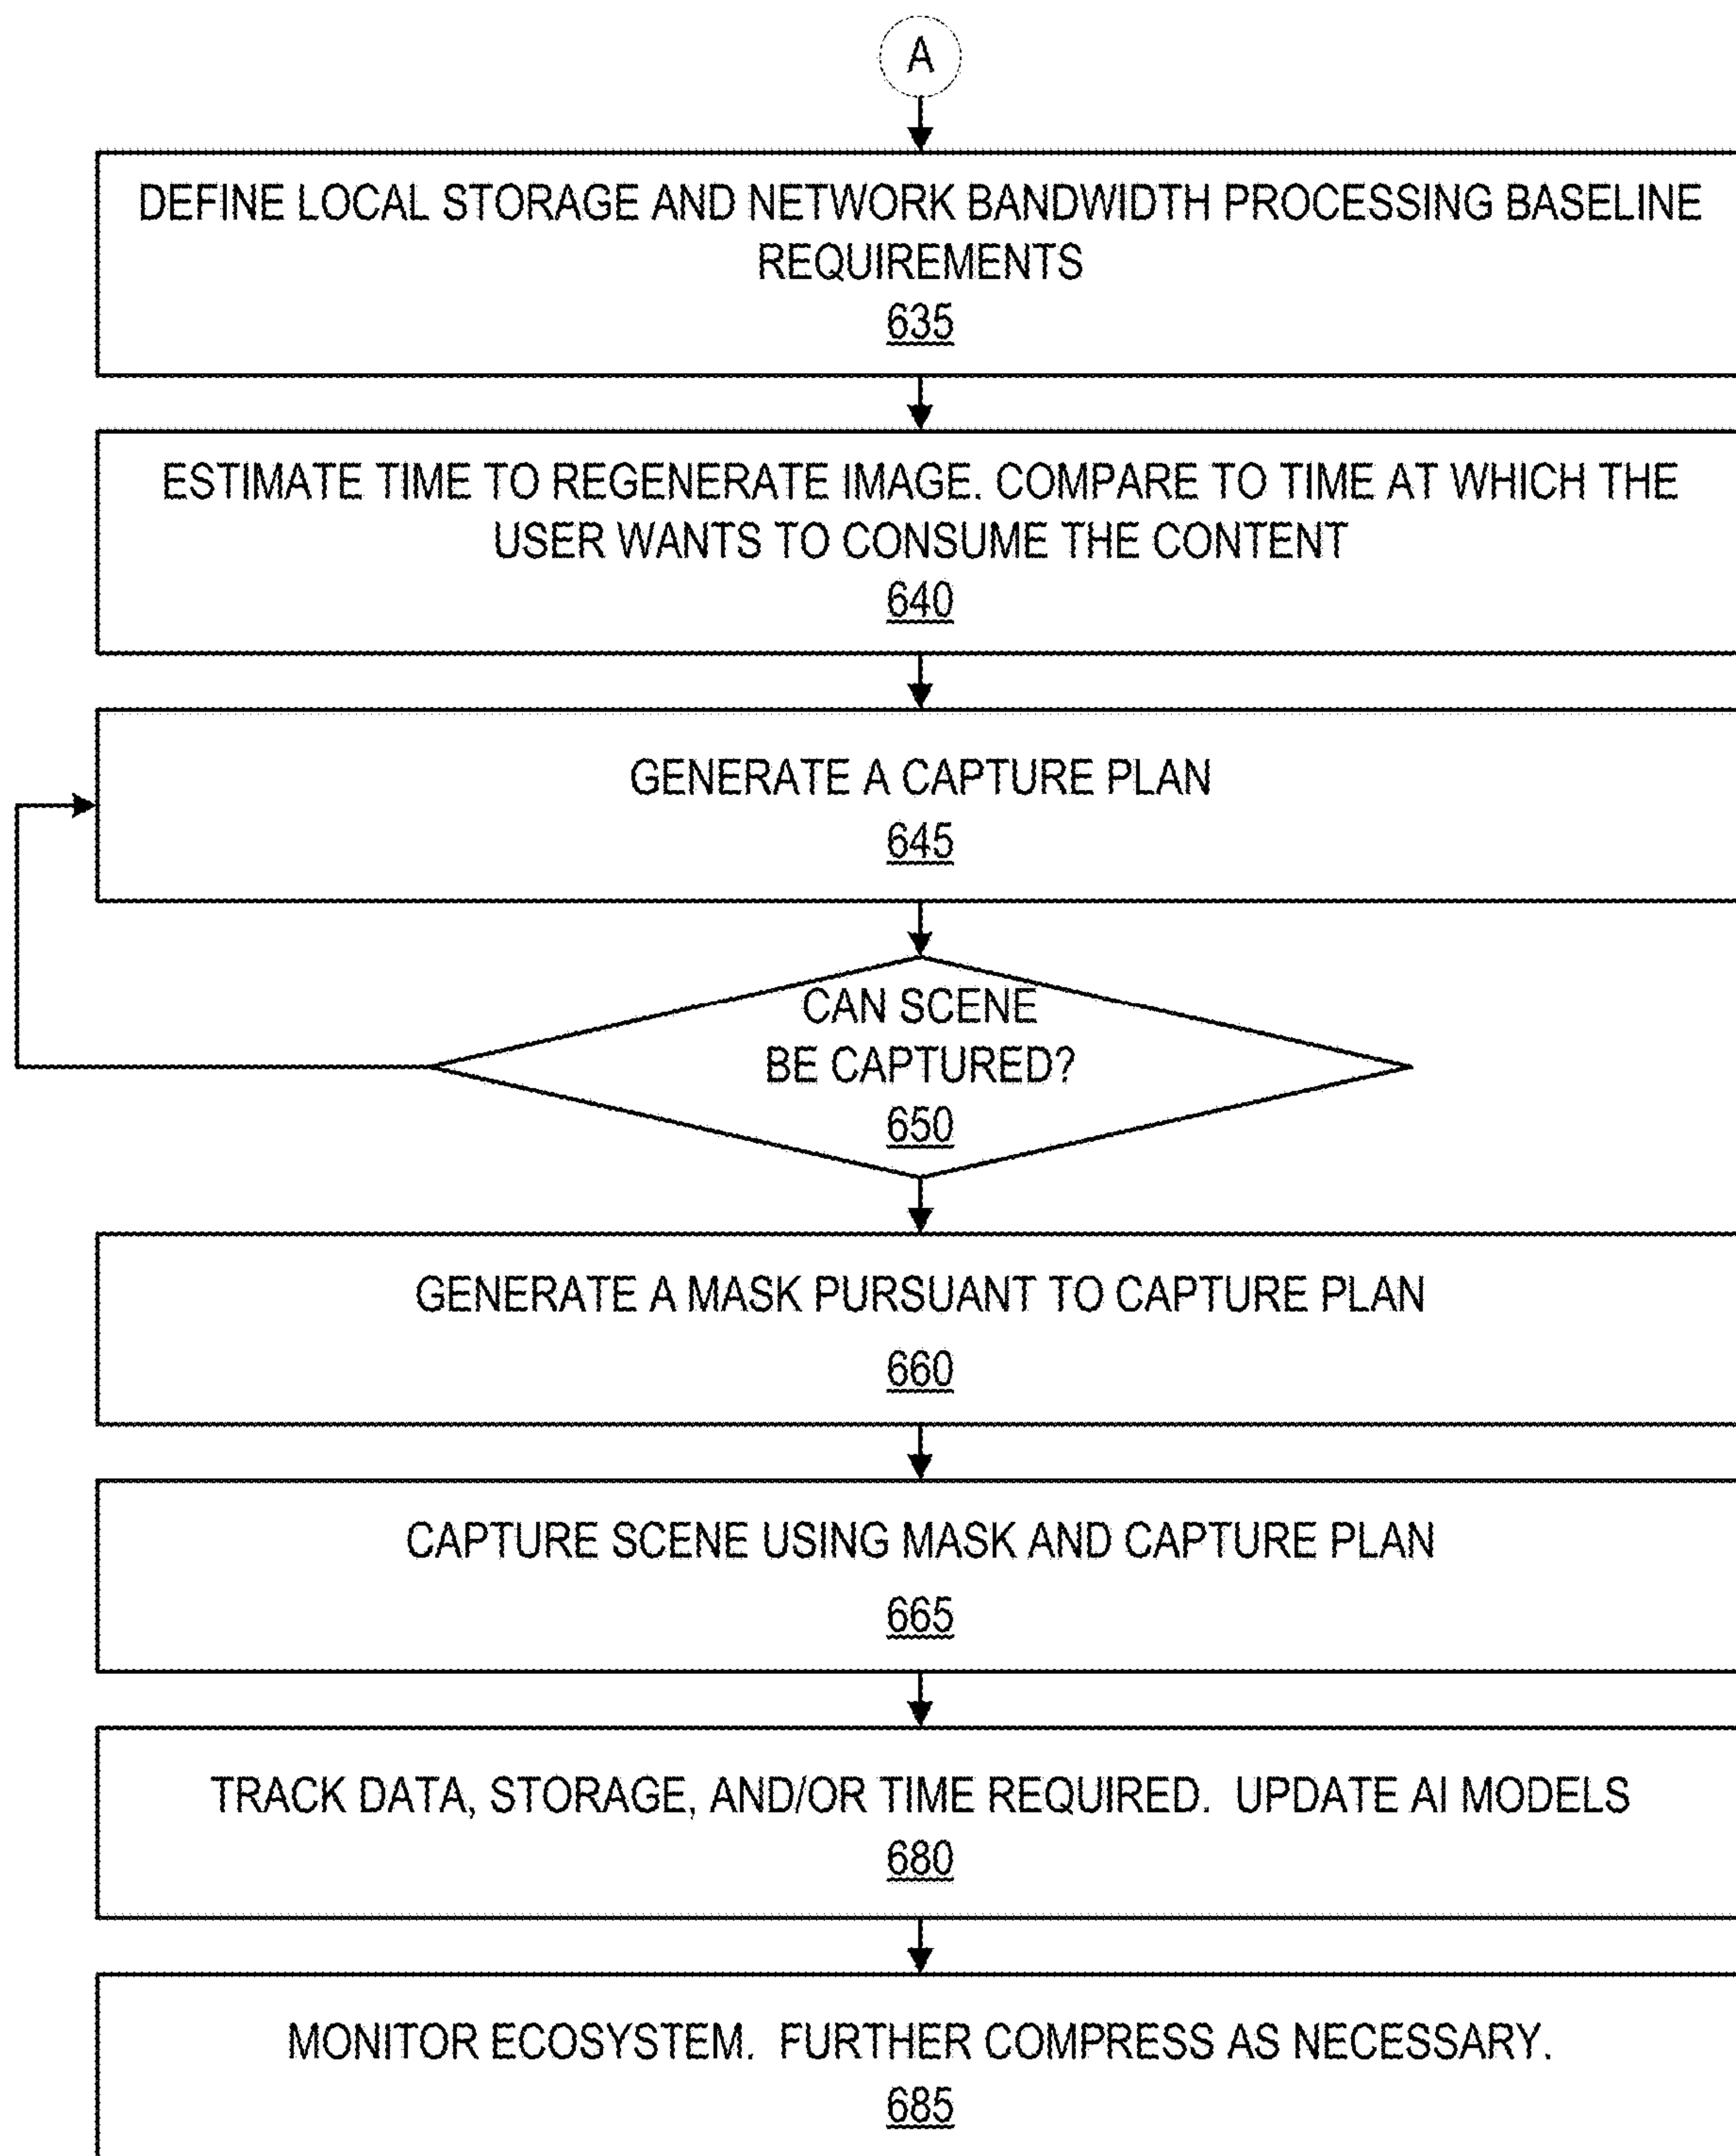 A
DEFINE LOCAL STORAGE AND NETWORK BANDWIDTH PROCESSING BASELINE
REQUIREMENTS
635
ESTIMATE TIME TO REGENERATE IMAGE. COMPARE TO TIME AT WHICH THE
USER WANTS TO CONSUME THE CONTENT
640
GENERATE A CAPTURE PLAN
645
CAN SCENE
BE CAPTURED?
650
GENERATE A MASK PURSUANT TO CAPTURE PLAN
660
CAPTURE SCENE USING MASK AND CAPTURE PLAN
665
TRACK DATA, STORAGE, AND/OR TIME REQUIRED. UPDATE AI MODELS
680
MONITOR ECOSYSTEM. FURTHER COMPRESS AS NECESSARY.
685